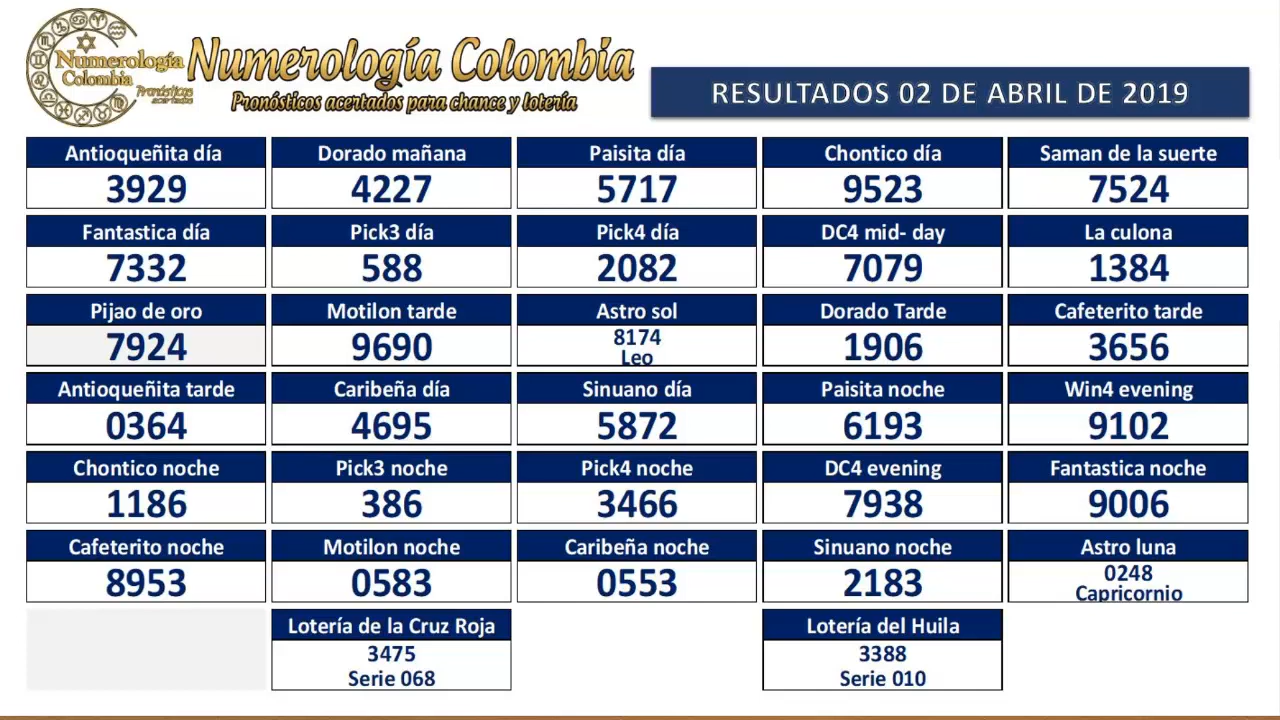 Numerología
Colombia
Pronósticos
acertados
Numerología Colombia
Pronósticos acertados para chance y lotería
RESULTADOS 02 DE ABRIL DE 2019
Antioqueñita día Dorado mañana Paisita día Chontico día Saman de la suerte
3929 4227 5717 9523 7524
Fantastica día Pick3 día Pick4 día DC4 mid- day La culona
7332 588 2082 7079 1384
Pijao de oro Motilon tarde Astro sol Dorado Tarde Cafeterito tarde
7924 9690 8174 1906 3656
Leo
Antioqueñita tarde Caribeña día Sinuano día Paisita noche Win4 evening
0364 4695 5872 6193 9102
Chontico noche Pick3 noche Pick4 noche DC4 evening Fantastica noche
1186 386 3466 7938 9006
Cafeterito noche Motilon noche Caribeña noche Sinuano noche Astro luna
8953 0583 0553 2183 0248
Capricornio
Lotería de la Cruz Roja Lotería del Huila
3475 3388
Serie 068 Serie 010